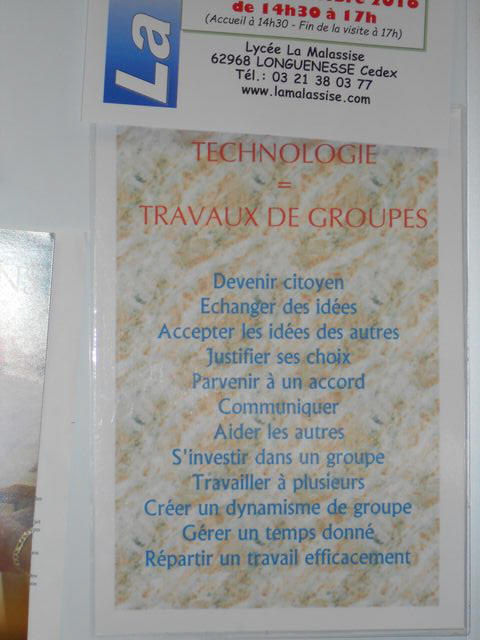 de 14h30 à 17h
(Accueil à 14h30 - Fin de la visite à 17h)
La
Lycée La Malassise
62968 LONGUENESSE Cedex
Tél.: 03 21 38 03 77
www.lamalassise.com
TECHNOLOGIE
=
TRAVAUX DE GROUPES
Devenir citoyen
Echanger des idées
Accepter les idées des autres
Justifier ses choix
Parvenir à un accord
Communiquer
Aider les autres
S'investir dans un groupe
Travailler à plusieurs
Créer un dynamisme de groupe
Gérer un temps donné
Répartir un travail efficacement